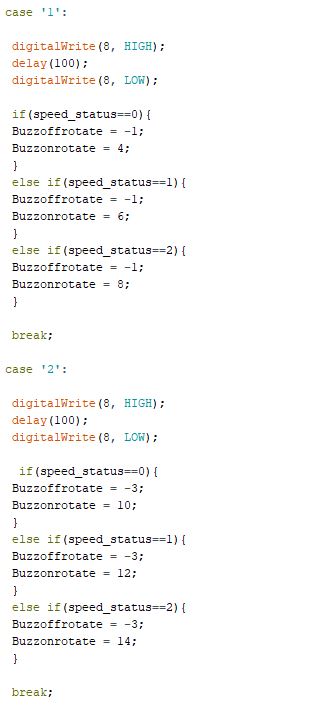 case '1':
digitalWrite(8, HIGH);
delay(100);
digitalWrite(8, LOW);
if(speed_status==0){
Buzzoffrotate = -1;
Buzzonrotate = 4;
}
else if(speed_status==1){
Buzzoffrotate = -1;
Buzzonrotate = 6;
}
else if(speed_status==2){
Buzzoffrotate = -1;
Buzzonrotate = 8;
}
break;
case '2':
digitalWrite(8, HIGH);
delay(100);
digitalWrite(8, LOW);
if(speed_status==0){
Buzzoffrotate = -3;
Buzzonrotate = 10;
}
else if(speed_status==1){
Buzzoffrotate = -3;
Buzzonrotate = 12;
}
else if(speed_status==2){
Buzzoffrotate = -3;
Buzzonrotate = 14;
}
break;